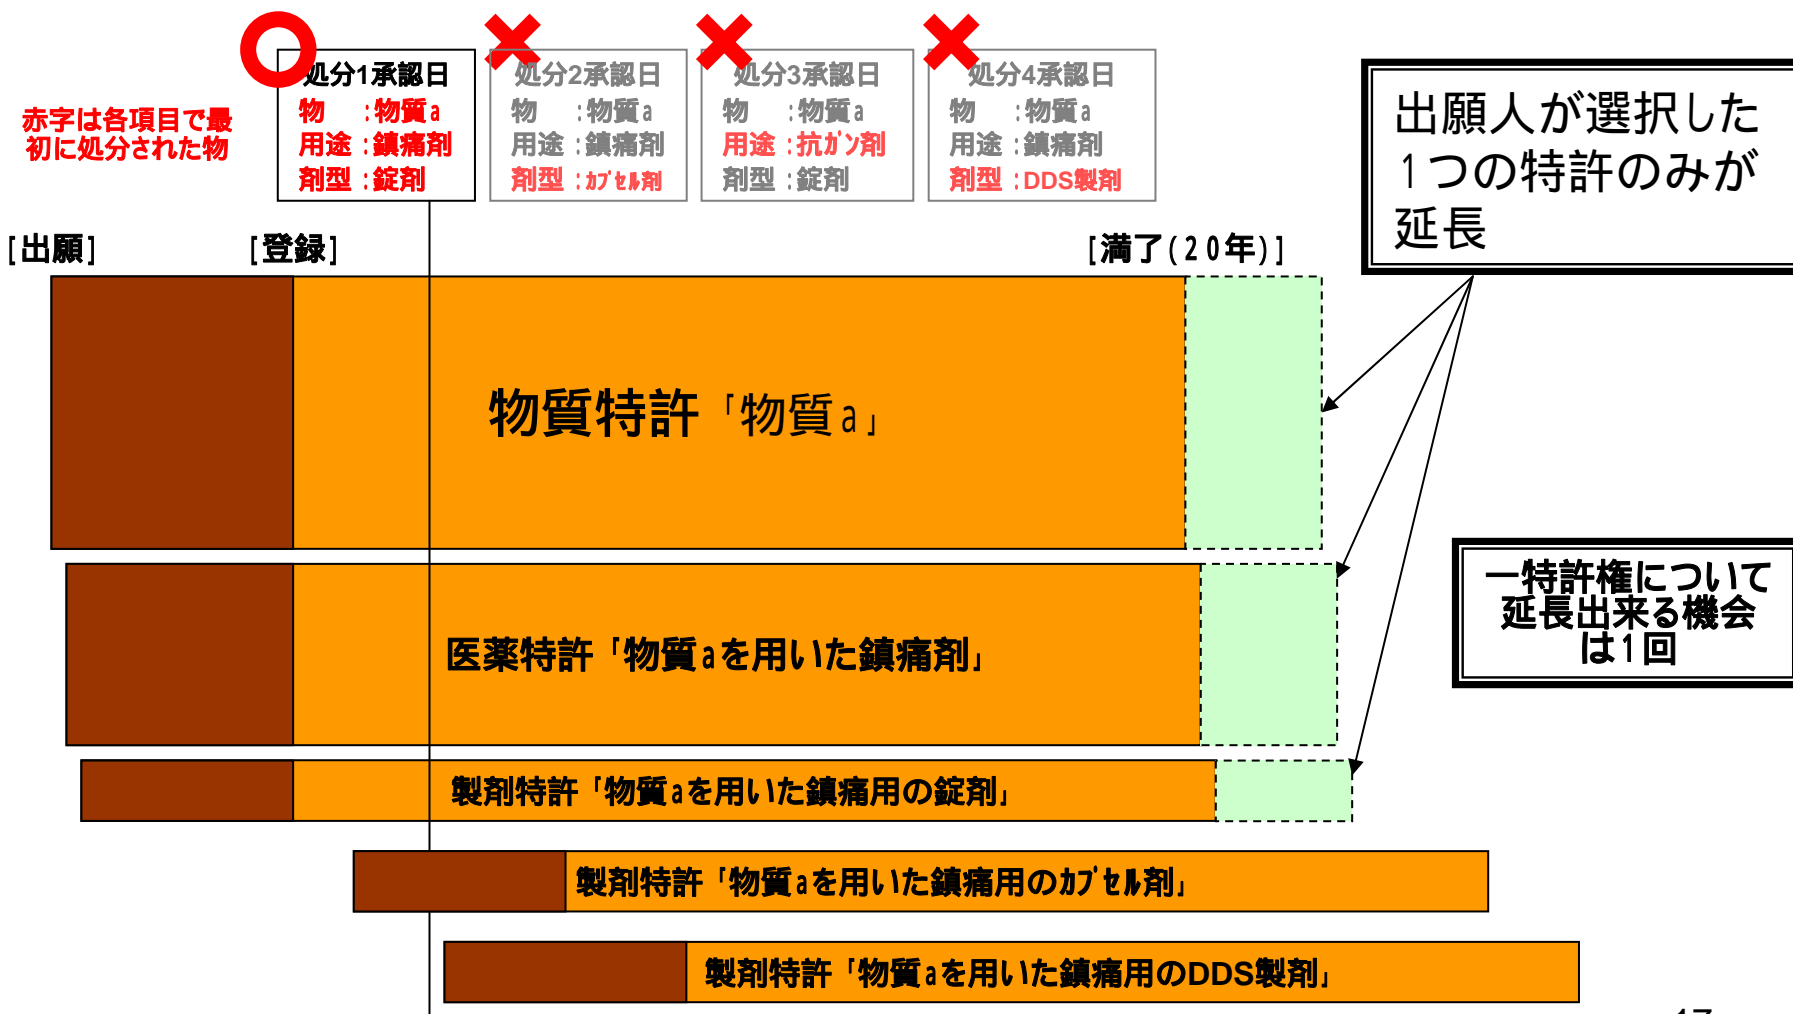 処分1承認日
物 :物質a
用途:鎮痛剤
剤型:錠剤
処分2承認日
物 :物質a
用途:鎮痛剤
剤型:ｶﾌﾟｾﾙ剤
処分3承認日
物 :物質a
用途:抗ｶﾞﾝ剤
剤型:錠剤
処分4承認日
物 :物質a
用途:鎮痛剤
剤型:DDS製剤
赤字は各項目で最
初に処分された物
出願人が選択した
1つの特許のみが
延長
[出願]
[登録]
[満了(20年)]
物質特許「物質a」
一特許権について
延長出来る機会
は1回
医薬特許「物質aを用いた鎮痛剤」
製剤特許「物質aを用いた鎮痛用の錠剤」
製剤特許「物質aを用いた鎮痛用のｶﾌﾟｾﾙ剤」
製剤特許「物質aを用いた鎮痛用のDDS製剤」